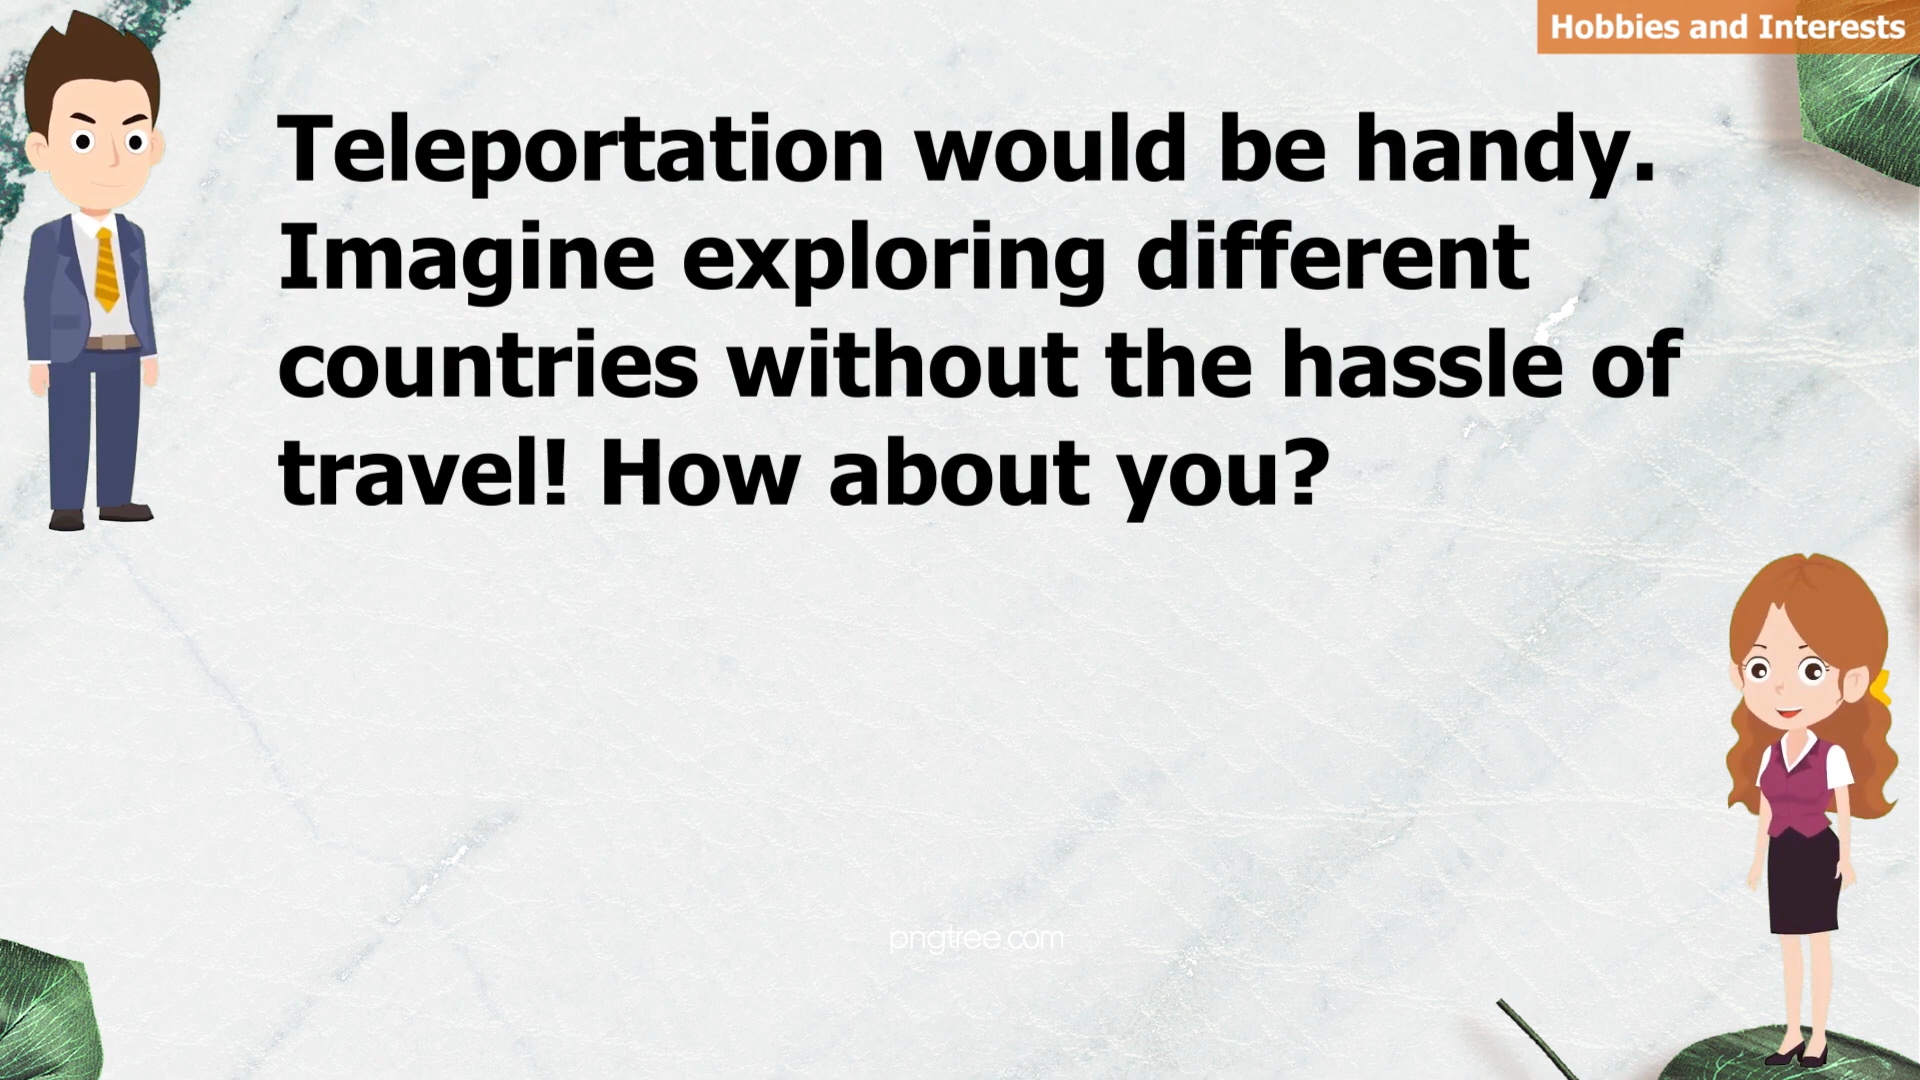 Hobbies and Interests
Teleportation would be handy.
Imagine exploring different
countries without the hassle of
travel! How about you?
pngtree.com